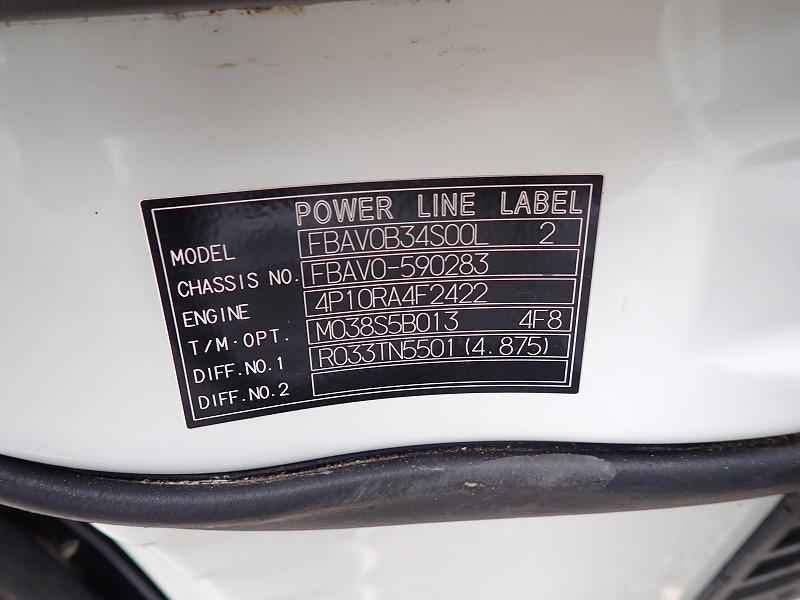 POWER LINE LABEL
MODEL FBAV0B34S00L 2
CHASSIS NO. FBAV0-590283
ENGINE 4P10RA4F2422
T/M·OPT. M038S5B013 4F8
DIFF.NO.1 R033TN5501(4.875)
DIFF.NO.2